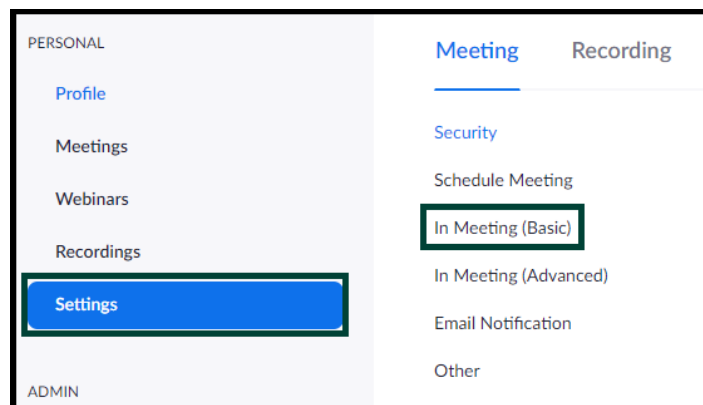 PERSONAL
Profile
Meetings
Webinars
Recordings
Settings
ADMIN
Meeting Recording
Security
Schedule Meeting
In Meeting (Basic)
In Meeting (Advanced)
Email Notification
Other